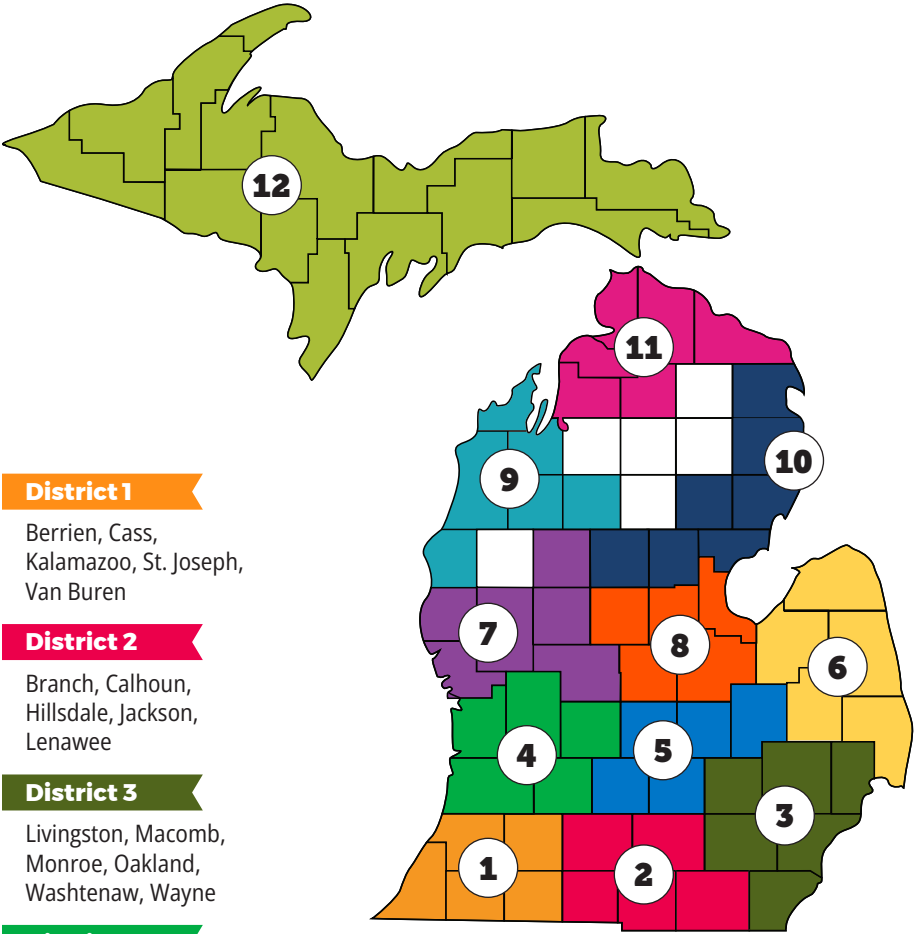 12
11
10
9
District 1
Berrien, Cass,
Kalamazoo, St. Joseph,
Van Buren
District 2
Branch, Calhoun,
Hillsdale, Jackson,
Lenawee
District 3
Livingston, Macomb,
Monroe, Oakland,
Washtenaw, Wayne
7
8
6
4
5
3
1
2